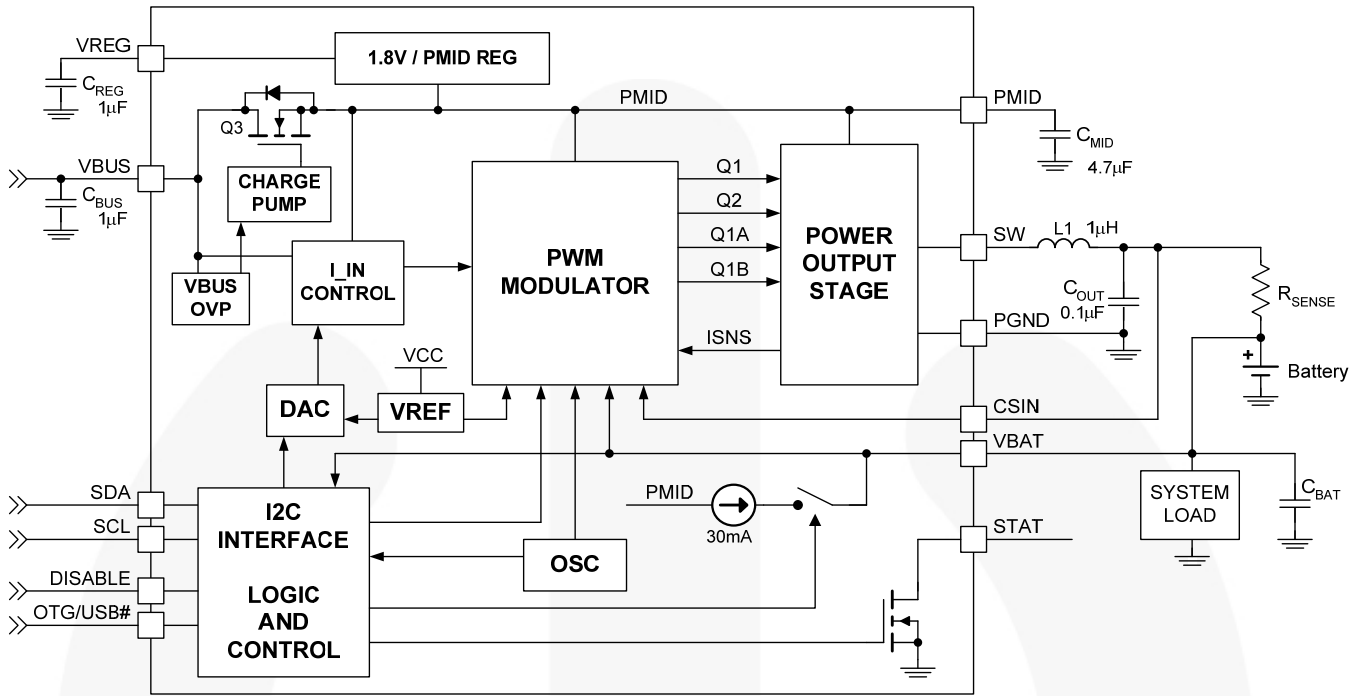 VREG
C_REG
1µF
1.8V / PMID REG
PMID
PMID
C_MID
4.7µF
Q3
VBUS
C_BUS
1µF
CHARGE
PUMP
VBUS
OVP
I_IN
CONTROL
PWM
MODULATOR
Q1
Q2
Q1A
Q1B
ISNS
POWER
OUTPUT
STAGE
SW
L1 1µH
C_OUT
0.1µF
R_SENSE
PGND
+
Battery
VCC
DAC
VREF
CSIN
VBAT
SDA
SCL
DISABLE
OTG/USB#
I2C
INTERFACE
LOGIC
AND
CONTROL
PMID
30mA
OSC
SYSTEM
LOAD
C_BAT
STAT